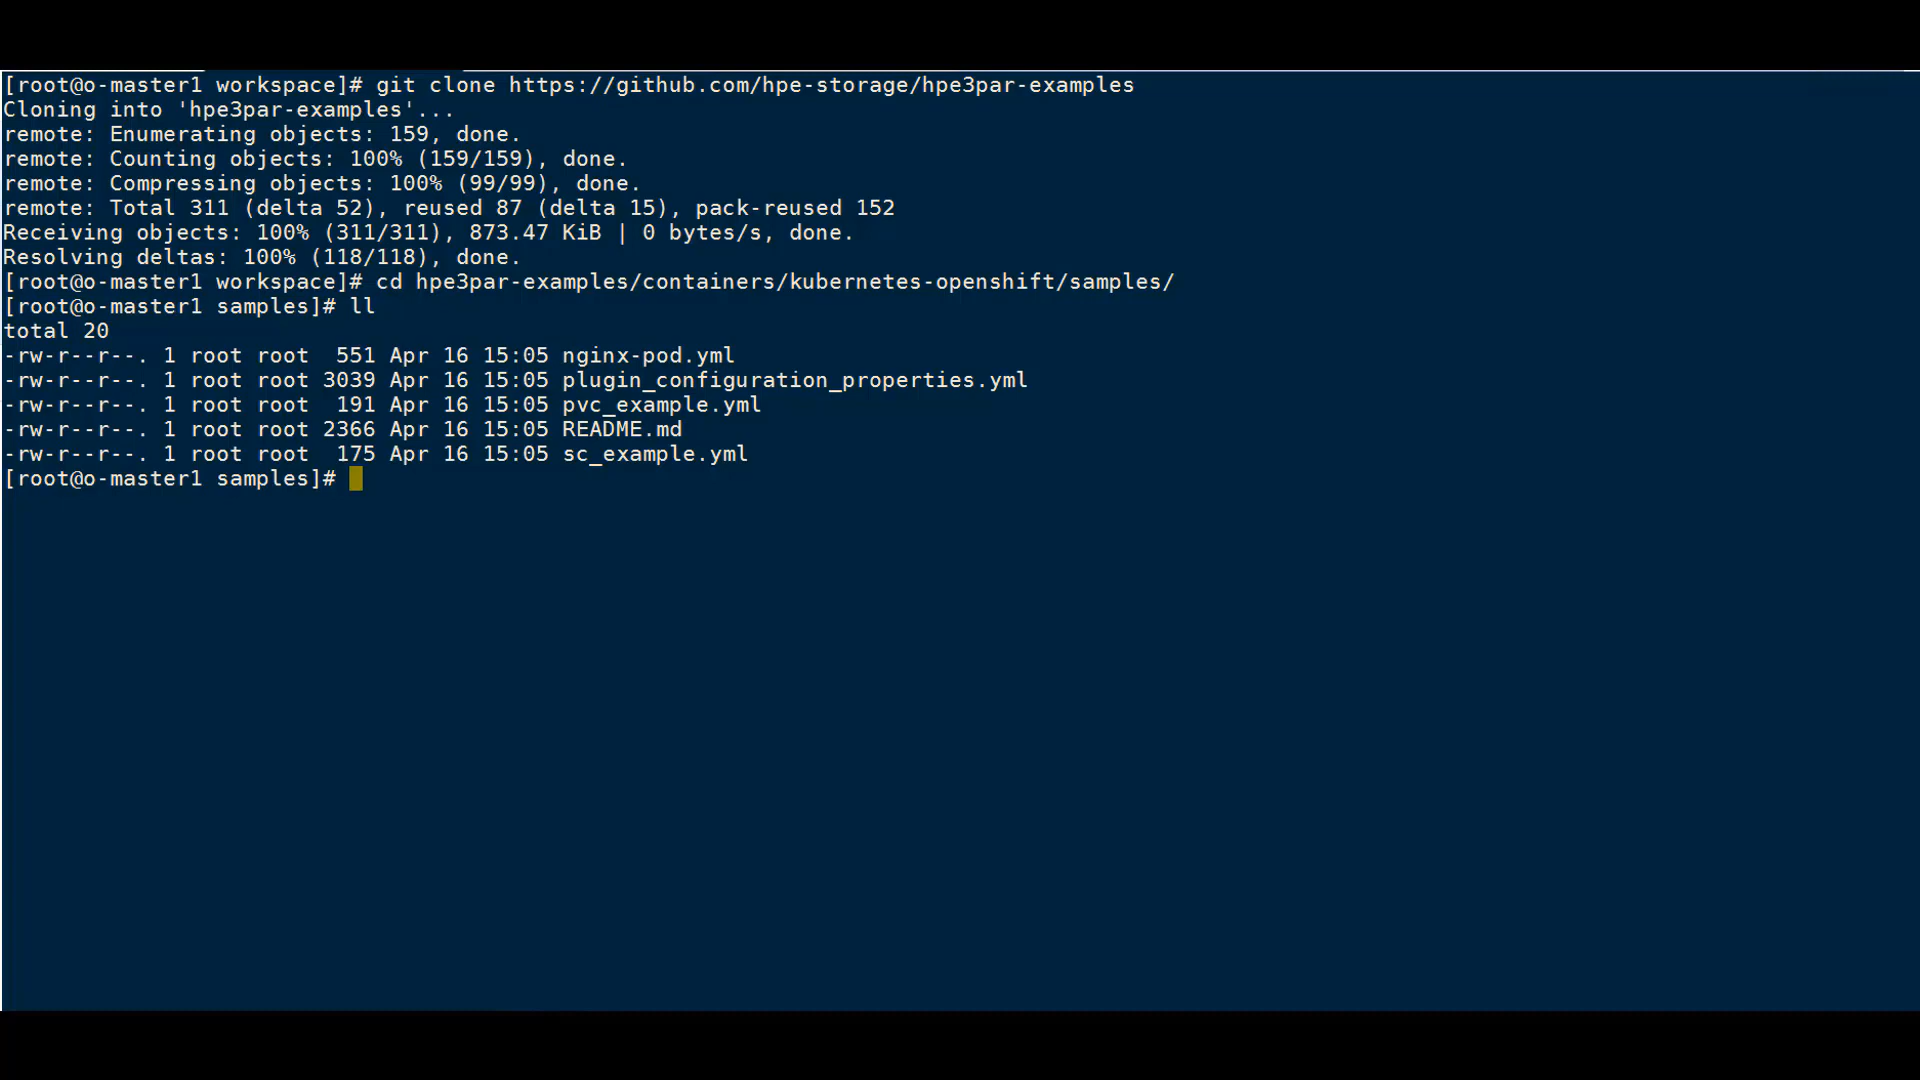 [root@o-master1 workspace]# git clone https://github.com/hpe-storage/hpe3par-examples
Cloning into 'hpe3par-examples'...
remote: Enumerating objects: 159, done.
remote: Counting objects: 100% (159/159), done.
remote: Compressing objects: 100% (99/99), done.
remote: Total 311 (delta 52), reused 87 (delta 15), pack-reused 152
Receiving objects: 100% (311/311), 873.47 KiB | 0 bytes/s, done.
Resolving deltas: 100% (118/118), done.
[root@o-master1 workspace]# cd hpe3par-examples/containers/kubernetes-openshift/samples/
[root@o-master1 samples]# ll
total 20
-rw-r--r--. 1 root root  551 Apr 16 15:05 nginx-pod.yml
-rw-r--r--. 1 root root 3039 Apr 16 15:05 plugin_configuration_properties.yml
-rw-r--r--. 1 root root  191 Apr 16 15:05 pvc_example.yml
-rw-r--r--. 1 root root 2366 Apr 16 15:05 README.md
-rw-r--r--. 1 root root  175 Apr 16 15:05 sc_example.yml
[root@o-master1 samples]#